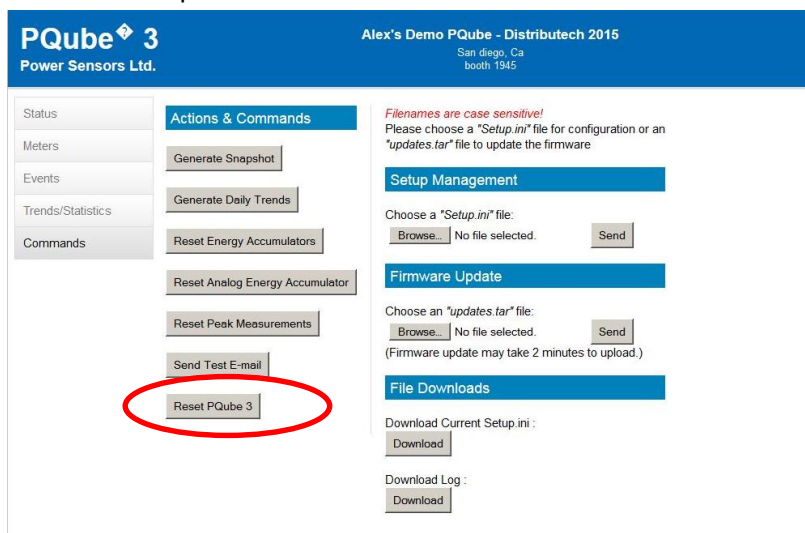 PQube� 3
Power Sensors Ltd.
Alex's Demo PQube - Distributech 2015
San diego, Ca
booth 1945
Status
Meters
Events
Trends/Statistics
Commands
Actions & Commands
Generate Snapshot
Generate Daily Trends
Reset Energy Accumulators
Reset Analog Energy Accumulator
Reset Peak Measurements
Send Test E-mail
Reset PQube 3
Filenames are case sensitive!
Please choose a "Setup.ini" file for configuration or an
"updates.tar" file to update the firmware
Setup Management
Choose a "Setup.ini" file:
Browse... No file selected. Send
Firmware Update
Choose an "updates.tar" file:
Browse... No file selected. Send
(Firmware update may take 2 minutes to upload.)
File Downloads
Download Current Setup.ini :
Download
Download Log :
Download